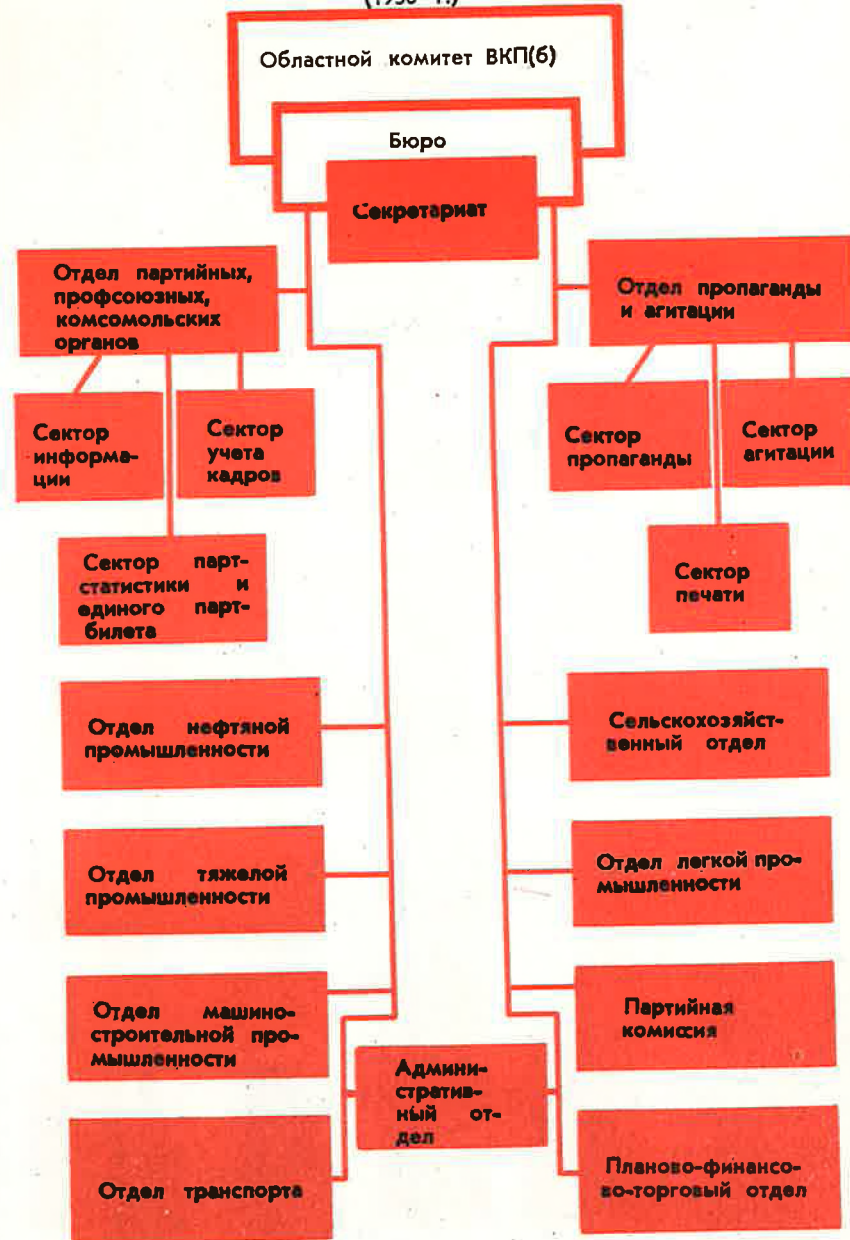 Областной комитет ВКП(б)
Бюро
Секретариат
Отдел партийных,
профсоюзных,
комсомольских
органов
Отдел пропаганды
и агитации
Сектор
информа-
ции
Сектор
учета
кадров
Сектор
пропаганды
Сектор
агитации
Сектор парт-
статистики и
единого парт-
билета
Сектор
печати
Отдел нефтяной
промышленности
Сельскохозяйст-
венный отдел
Отдел тяжелой
промышленности
Отдел легкой про-
мышленности
Отдел машино-
строительной про-
мышленности
Партийная
комиссия
Админи-
стратив-
ный от-
дел
Отдел транспорта
Планово-финансо-
во-торговый отдел